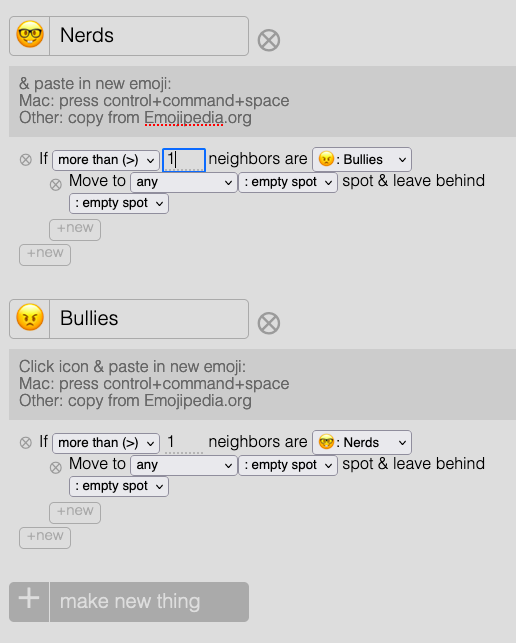 Nerds
& paste in new emoji:
Mac: press control+command+space
Other: copy from Emojipedia.org
If more than (>) 1 neighbors are 😠: Bullies
Move to any : empty spot spot & leave behind
: empty spot
+new
+new
Bullies
Click icon & paste in new emoji:
Mac: press control+command+space
Other: copy from Emojipedia.org
If more than (>) 1 neighbors are 🤓: Nerds
Move to any : empty spot spot & leave behind
: empty spot
+new
+new
+ make new thing